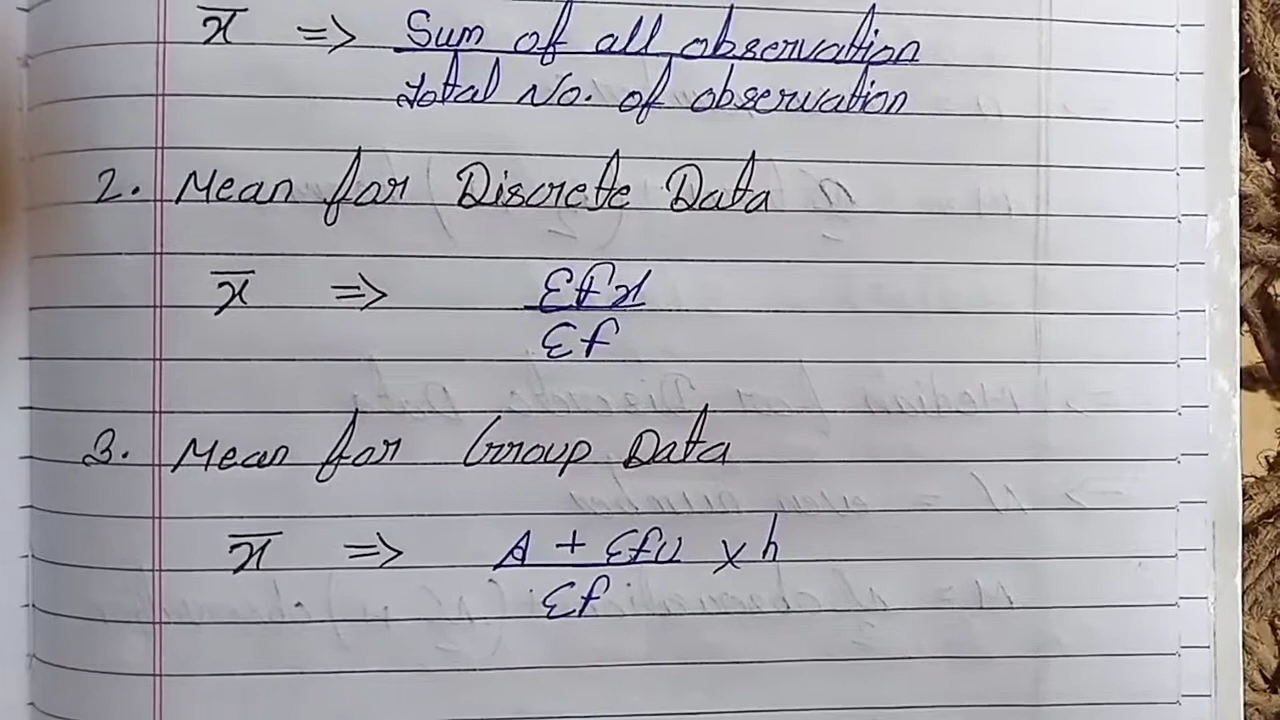 x̄ => Sum of all observation
total No. of observation
2. Mean for Discrete Data
x̄ => Σfx
Σf
3. Mean for Group Data
x̄ => A + Σfu × h
Σf